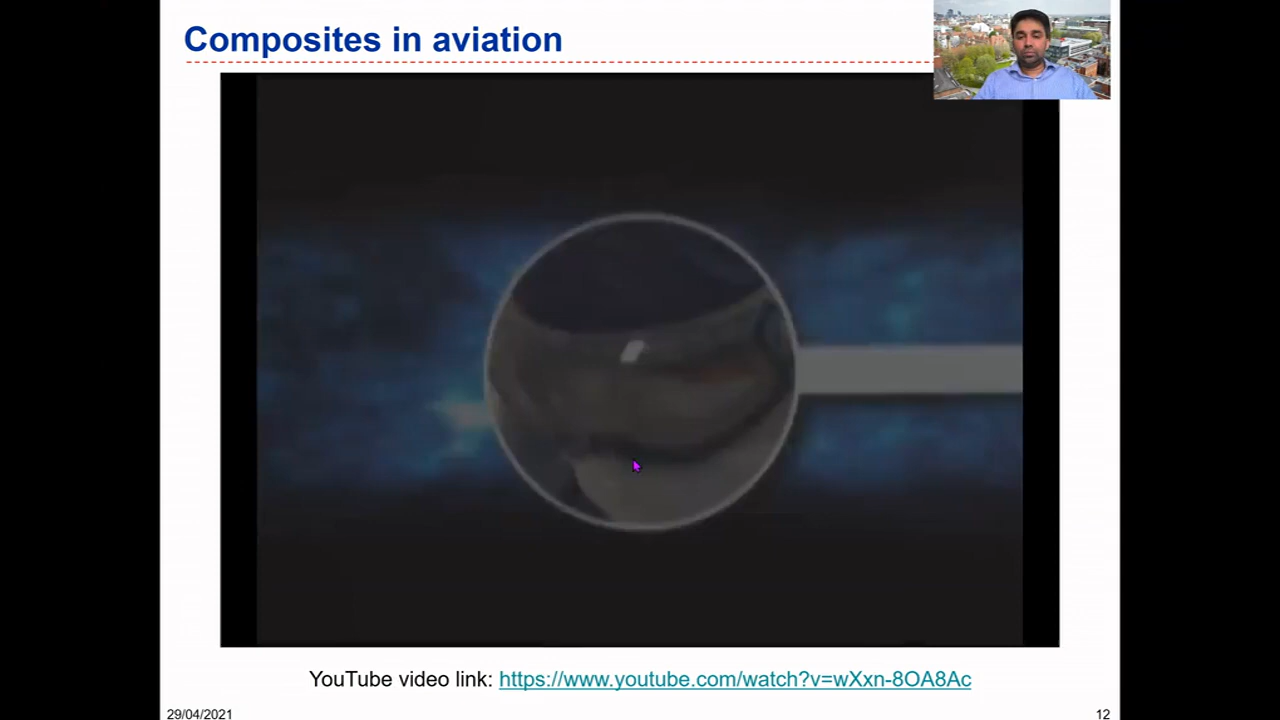 Composites in aviation
YouTube video link: https://www.youtube.com/watch?v=wXxn-8OA8Ac
29/04/2021
12